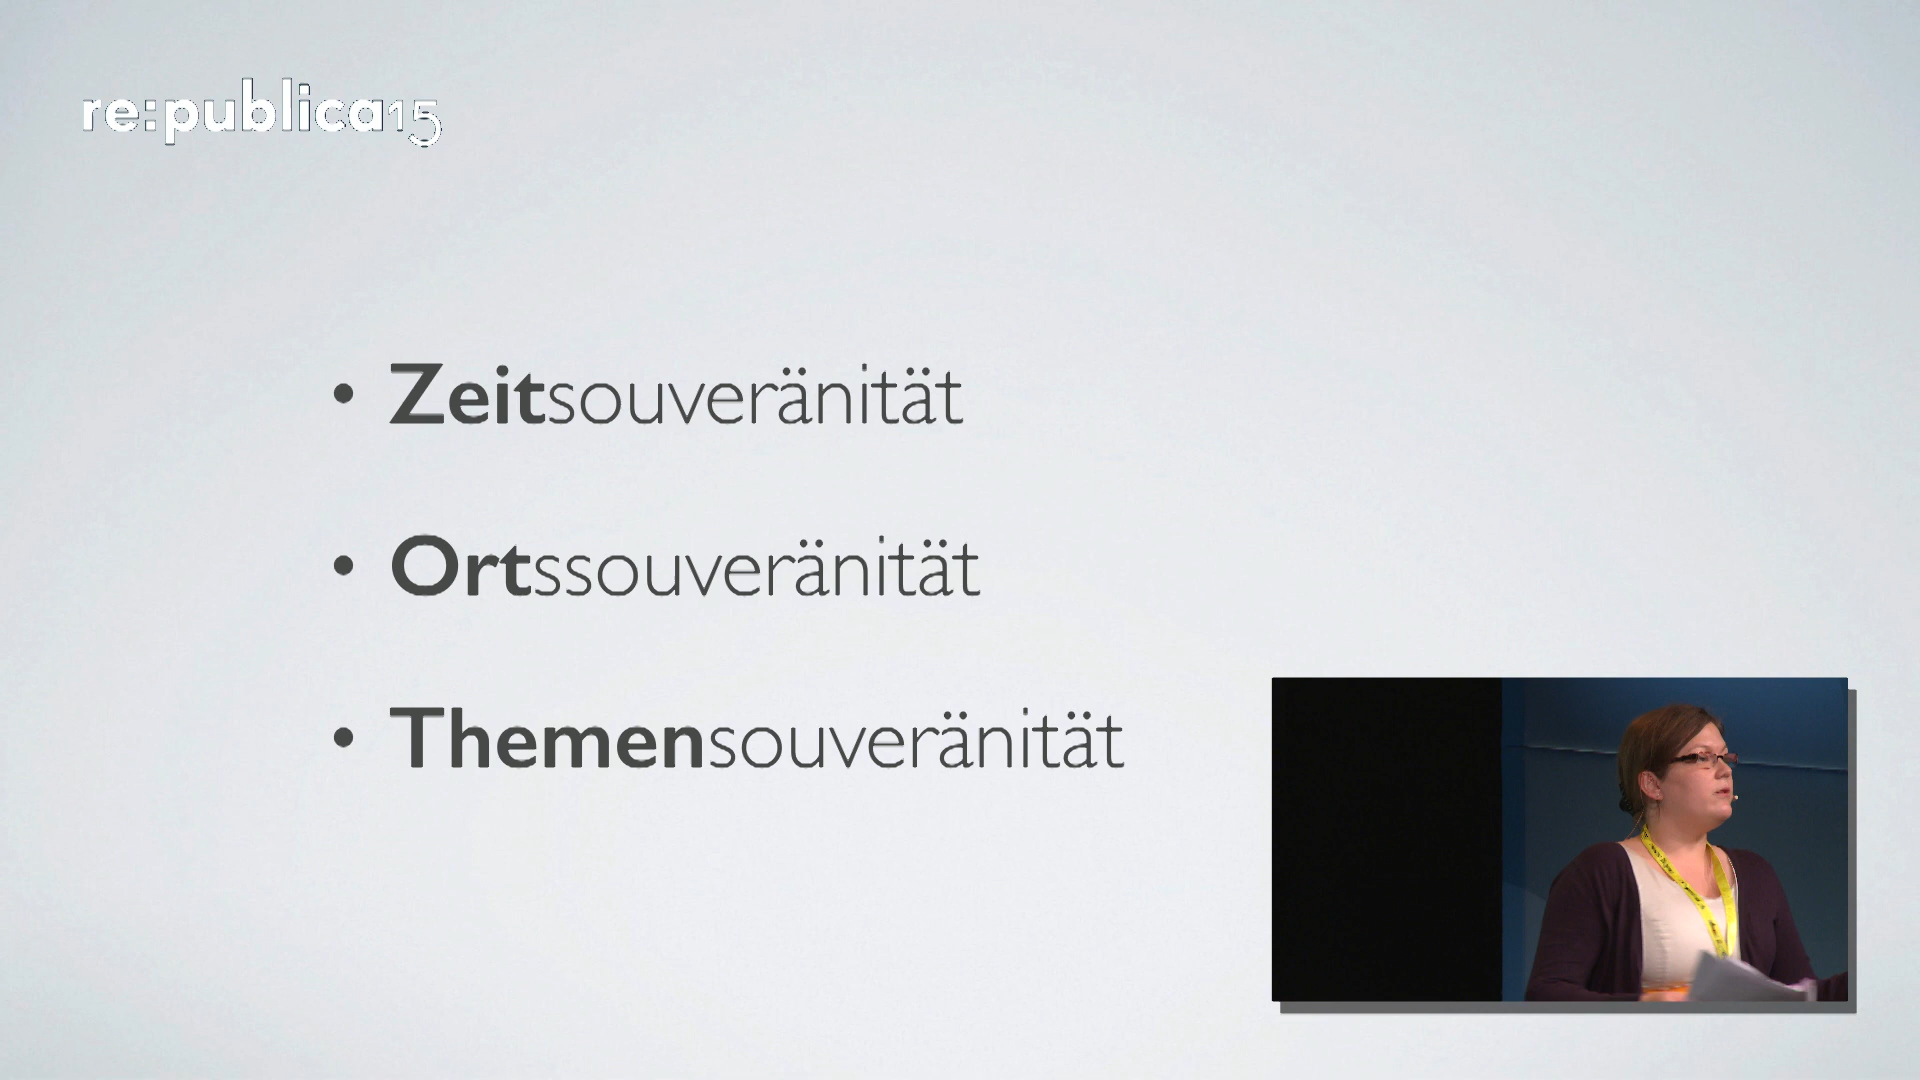 re:publica15
• Zeitsouveränität
• Ortssouveränität
• Themensouveränität